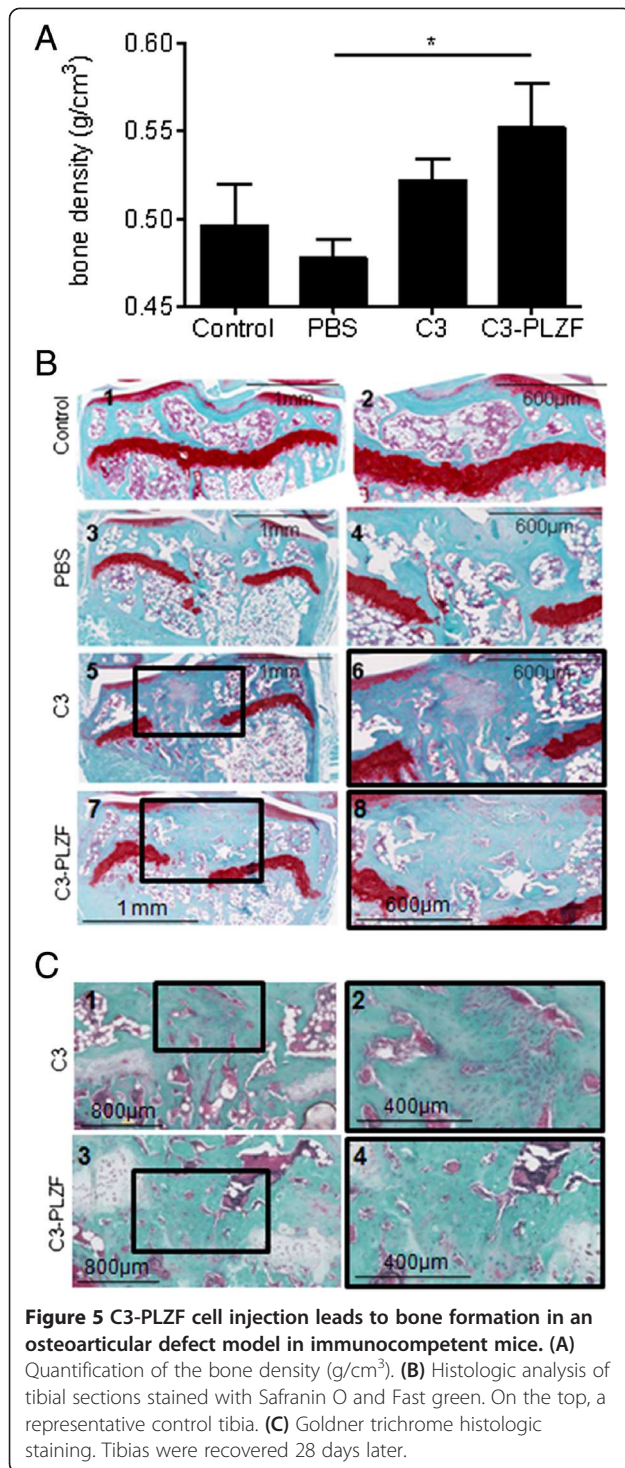 A
bone density (g/cm³)
0.60
0.55
0.50
0.45
*
Control PBS C3 C3-PLZF
B
Control
1
1mm
2
600µm
PBS
3
1mm
4
600µm
C3
5
1mm
6
600µm
C3-PLZF
7
1mm
8
600µm
C
C3
1
800µm
2
400µm
C3-PLZF
3
800µm
4
400µm
Figure 5 C3-PLZF cell injection leads to bone formation in an
osteoarticular defect model in immunocompetent mice. (A)
Quantification of the bone density (g/cm³). (B) Histologic analysis of
tibial sections stained with Safranin O and Fast green. On the top, a
representative control tibia. (C) Goldner trichrome histologic
staining. Tibias were recovered 28 days later.